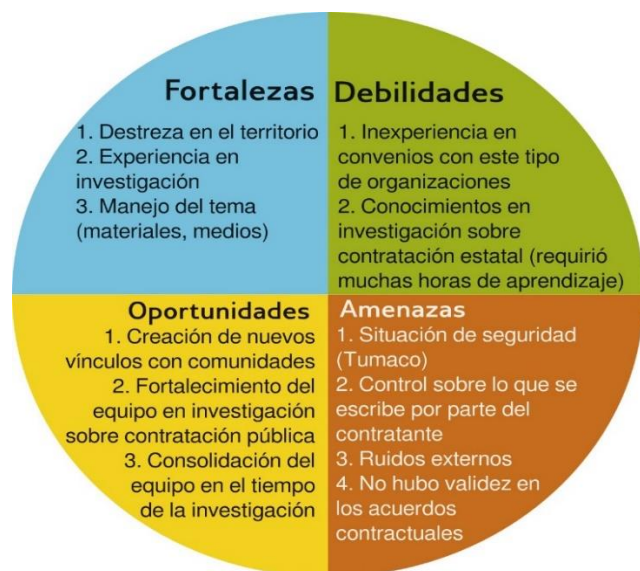 Fortalezas
1. Destreza en el territorio
2. Experiencia en
investigación
3. Manejo del tema
(materiales, medios)
Debilidades
1. Inexperiencia en
convenios con este tipo
de organizaciones
2. Conocimientos en
investigación sobre
contratación estatal (requirió
muchas horas de aprendizaje)
Oportunidades
1. Creación de nuevos
vínculos con comunidades
2. Fortalecimiento del
equipo en investigación
sobre contratación pública
3. Consolidación del
equipo en el tiempo
de la investigación
Amenazas
1. Situación de seguridad
(Tumaco)
2. Control sobre lo que se
escribe por parte del
contratante
3. Ruidos externos
4. No hubo validez en
los acuerdos
contractuales